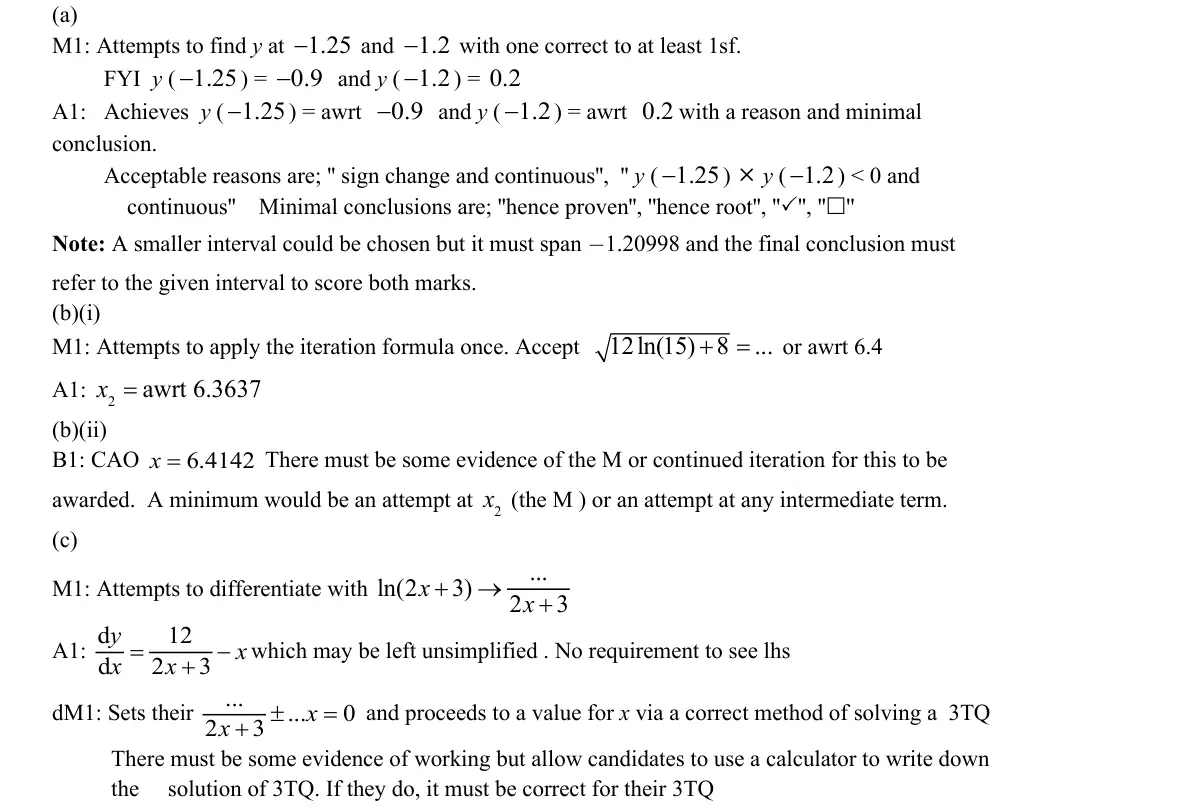 (a)
M1: Attempts to find y at −1.25 and −1.2 with one correct to at least 1sf.
FYI y(−1.25) = −0.9 and y(−1.2) = 0.2
A1: Achieves y(−1.25) = awrt −0.9 and y(−1.2) = awrt 0.2 with a reason and minimal
conclusion.
Acceptable reasons are; " sign change and continuous", "y(−1.25) × y(−1.2) < 0 and
continuous" Minimal conclusions are; "hence proven", "hence root", "✓", "□"
Note: A smaller interval could be chosen but it must span −1.20998 and the final conclusion must
refer to the given interval to score both marks.
(b)(i)
M1: Attempts to apply the iteration formula once. Accept √(12 ln(15) + 8) = ... or awrt 6.4
A1: x₂ = awrt 6.3637
(b)(ii)
B1: CAO x = 6.4142 There must be some evidence of the M or continued iteration for this to be
awarded. A minimum would be an attempt at x₂ (the M ) or an attempt at any intermediate term.
(c)
M1: Attempts to differentiate with ln(2x + 3) → .../(2x + 3)
A1: dy/dx = 12/(2x + 3) − x which may be left unsimplified . No requirement to see lhs
dM1: Sets their .../(2x + 3) ± ...x = 0 and proceeds to a value for x via a correct method of solving a 3TQ
There must be some evidence of working but allow candidates to use a calculator to write down
the solution of 3TQ. If they do, it must be correct for their 3TQ